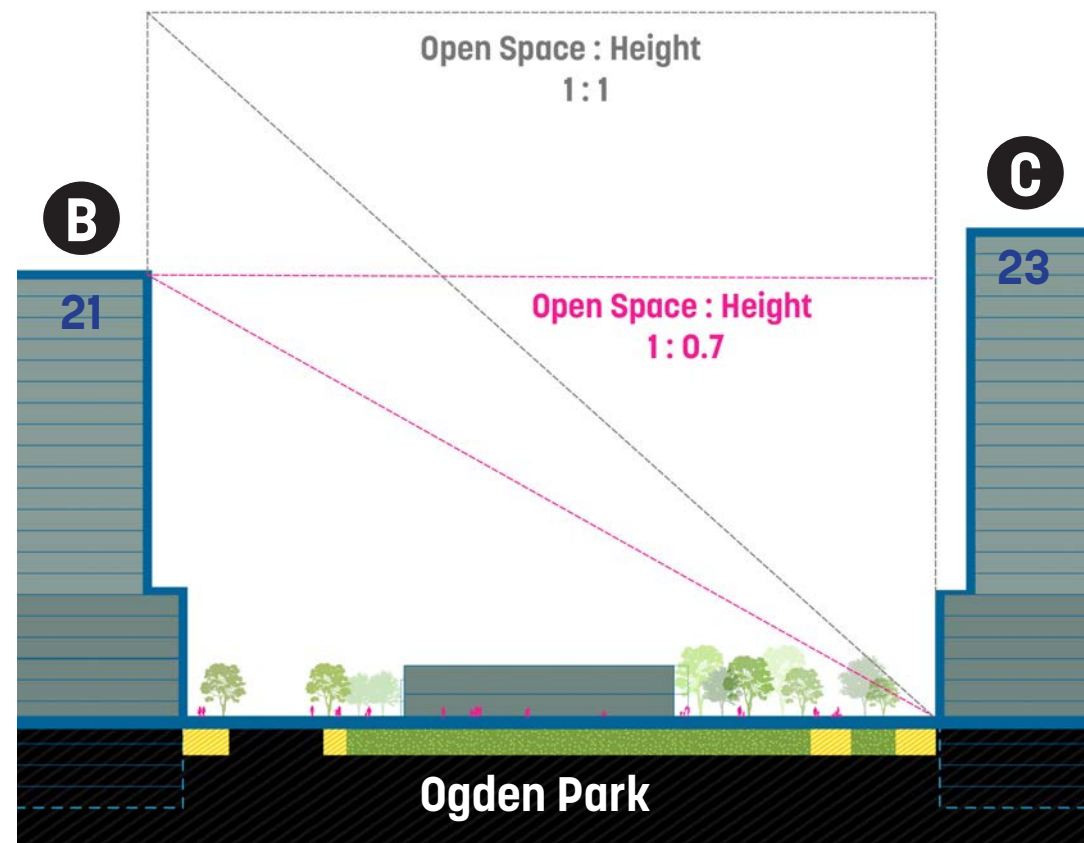 Open Space : Height
1 : 1
C
B
23
21
Open Space : Height
1 : 0.7
Ogden Park